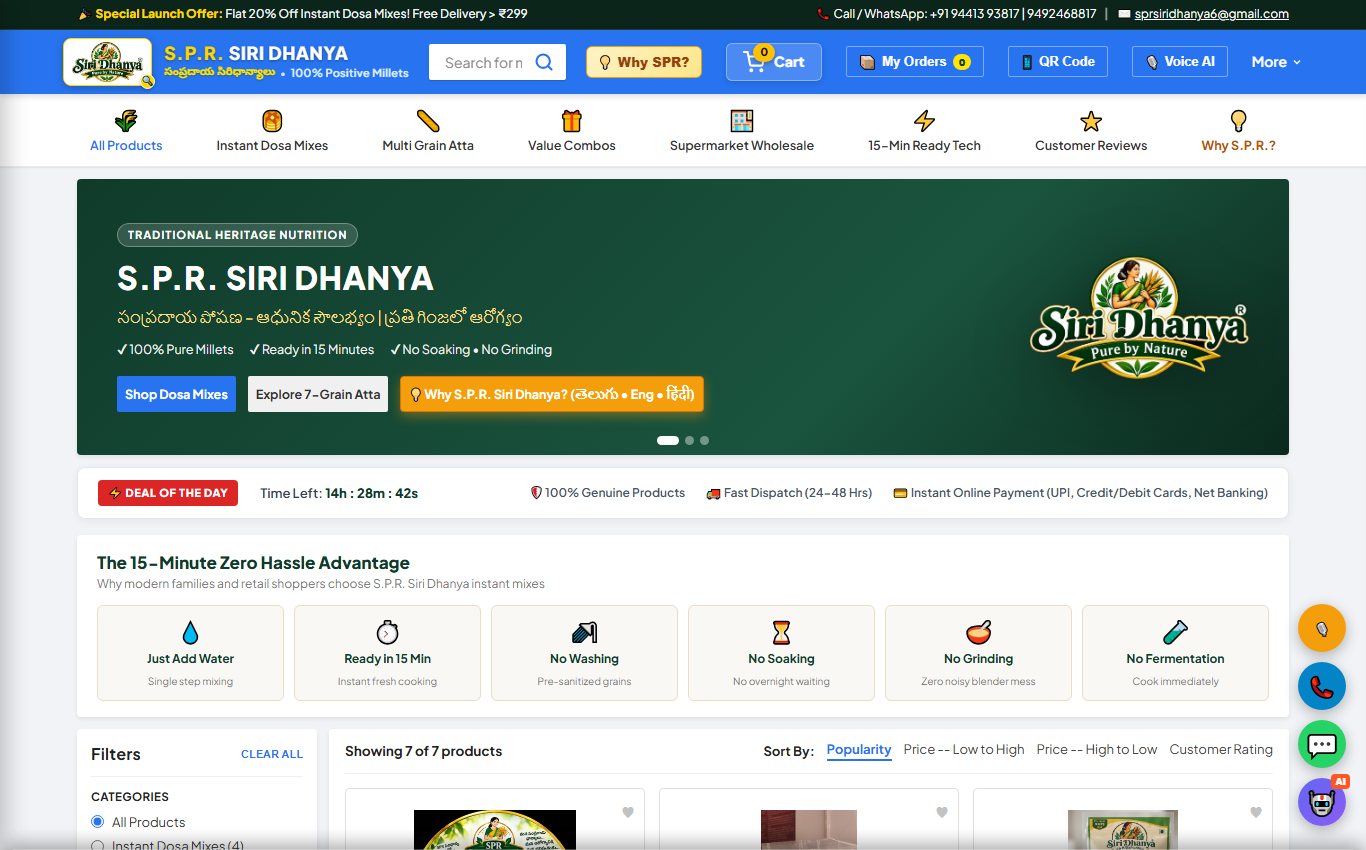 Special Launch Offer: Flat 20% Off Instant Dosa Mixes! Free Delivery > ₹299
Call / WhatsApp: +91 94413 93817 | 9492468817 | sprsiridhanya6@gmail.com
Siri Dhanya
Pure by Nature
S.P.R. SIRI DHANYA
సంప్రదాయ సిరిధాన్యాలు • 100% Positive Millets
Search for n
Why SPR?
0
Cart
My Orders 0
QR Code
Voice AI
More
All Products
Instant Dosa Mixes
Multi Grain Atta
Value Combos
Supermarket Wholesale
15-Min Ready Tech
Customer Reviews
Why S.P.R.?
TRADITIONAL HERITAGE NUTRITION
S.P.R. SIRI DHANYA
సంప్రదాయ పోషణ - ఆధునిక సౌలభ్యం | ప్రతి గింజలో ఆరోగ్యం
✓ 100% Pure Millets ✓ Ready in 15 Minutes ✓ No Soaking • No Grinding
Shop Dosa Mixes
Explore 7-Grain Atta
Why S.P.R. Siri Dhanya? (తెలుగు • Eng • हिंदी)
Siri Dhanya®
Pure by Nature
DEAL OF THE DAY
Time Left: 14h : 28m : 42s
100% Genuine Products
Fast Dispatch (24-48 Hrs)
Instant Online Payment (UPI, Credit/Debit Cards, Net Banking)
The 15-Minute Zero Hassle Advantage
Why modern families and retail shoppers choose S.P.R. Siri Dhanya instant mixes
Just Add Water
Single step mixing
Ready in 15 Min
Instant fresh cooking
No Washing
Pre-sanitized grains
No Soaking
No overnight waiting
No Grinding
Zero noisy blender mess
No Fermentation
Cook immediately
AI
Filters
CLEAR ALL
CATEGORIES
All Products
Instant Dosa Mixes (4)
Showing 7 of 7 products
Sort By: Popularity Price -- Low to High Price -- High to Low Customer Rating
SPR
Siri Dhanya